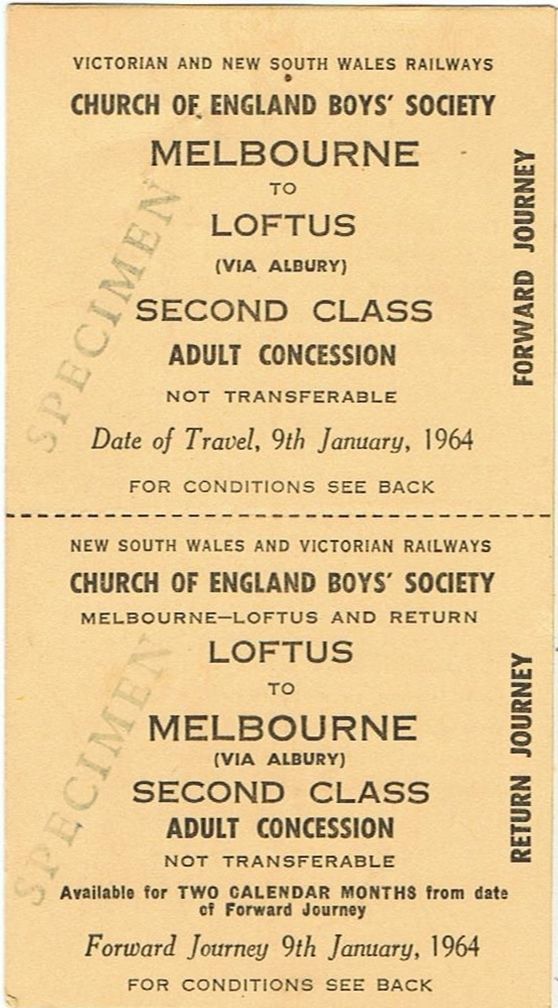 VICTORIAN AND NEW SOUTH WALES RAILWAYS
CHURCH OF ENGLAND BOYS' SOCIETY
MELBOURNE
TO
LOFTUS
(VIA ALBURY)
SECOND CLASS
ADULT CONCESSION
NOT TRANSFERABLE
Date of Travel, 9th January, 1964
FOR CONDITIONS SEE BACK
FORWARD JOURNEY
SPECIMEN
NEW SOUTH WALES AND VICTORIAN RAILWAYS
CHURCH OF ENGLAND BOYS' SOCIETY
MELBOURNE—LOFTUS AND RETURN
LOFTUS
TO
MELBOURNE
(VIA ALBURY)
SECOND CLASS
ADULT CONCESSION
NOT TRANSFERABLE
Available for TWO CALENDAR MONTHS from date
of Forward Journey
Forward Journey 9th January, 1964
FOR CONDITIONS SEE BACK
RETURN JOURNEY
SPECIMEN